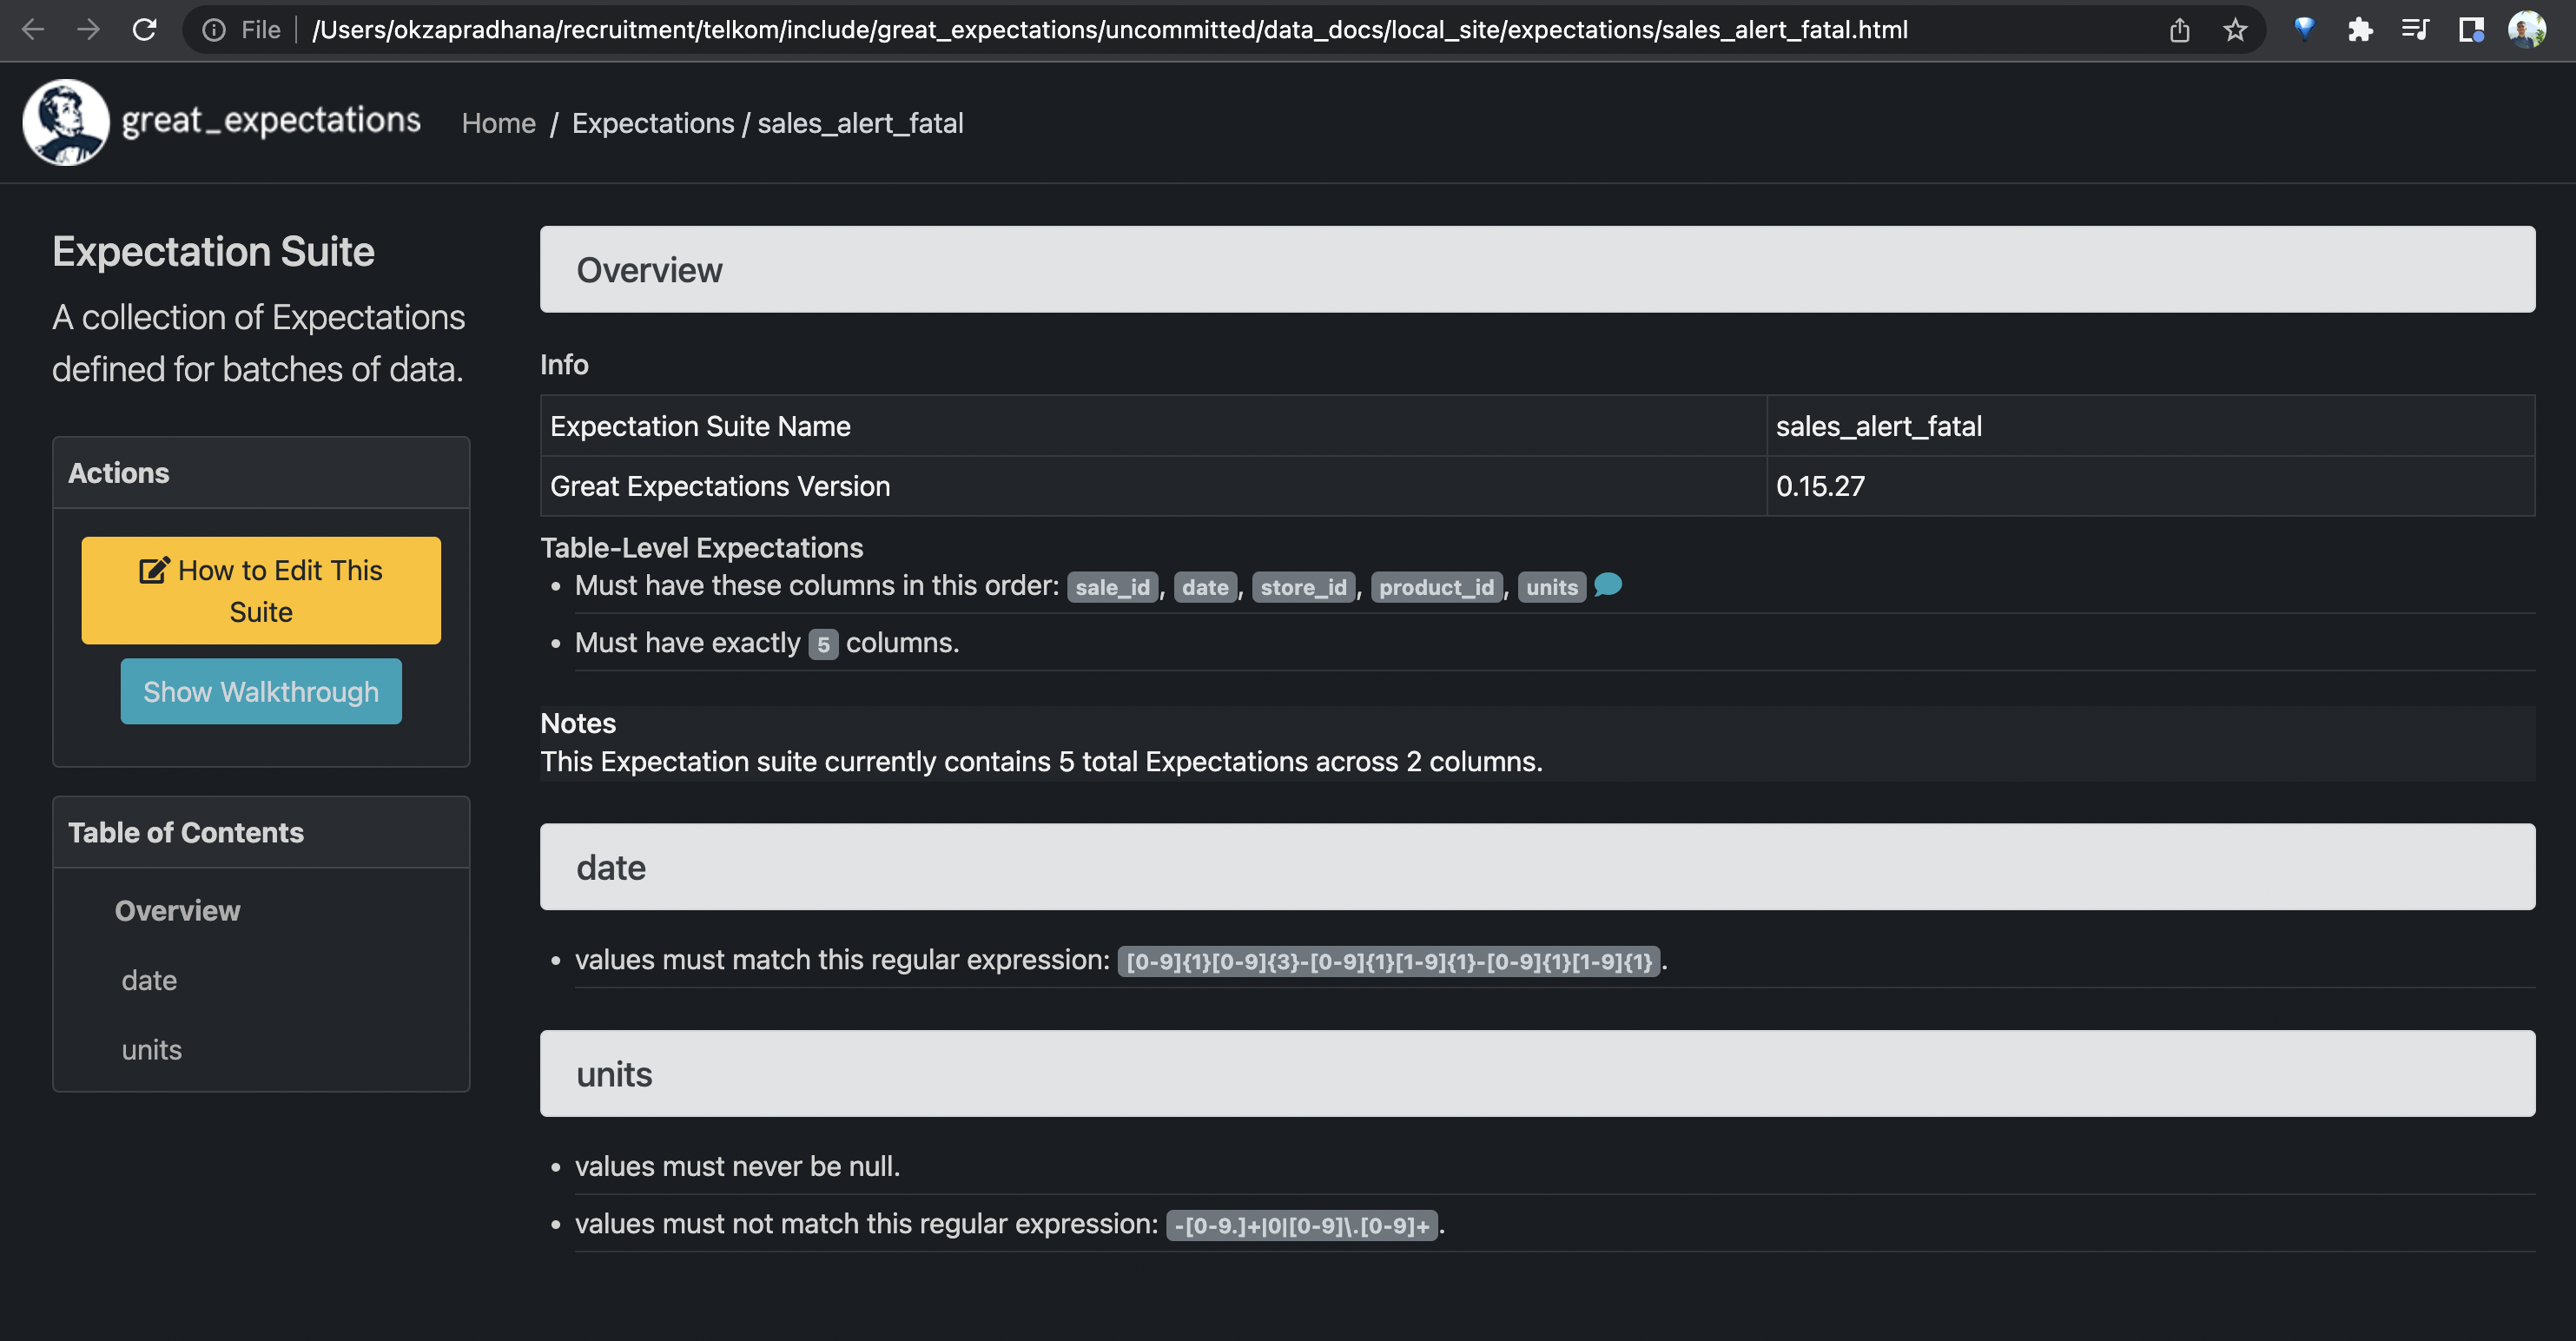 File /Users/okzapradhana/recruitment/telkom/include/great_expectations/uncommitted/data_docs/local_site/expectations/sales_alert_fatal.html
great_expectations Home / Expectations / sales_alert_fatal
Expectation Suite
A collection of Expectations
defined for batches of data.
Actions
How to Edit This
Suite
Show Walkthrough
Table of Contents
Overview
date
units
Overview
Info
Expectation Suite Name sales_alert_fatal
Great Expectations Version 0.15.27
Table-Level Expectations
• Must have these columns in this order: sale_id, date, store_id, product_id, units
• Must have exactly 5 columns.
Notes
This Expectation suite currently contains 5 total Expectations across 2 columns.
date
• values must match this regular expression: [0-9]{1}[0-9]{3}-[0-9]{1}[1-9]{1}-[0-9]{1}[1-9]{1}.
units
• values must never be null.
• values must not match this regular expression: -[0-9.]+|0|[0-9]\.[0-9]+.